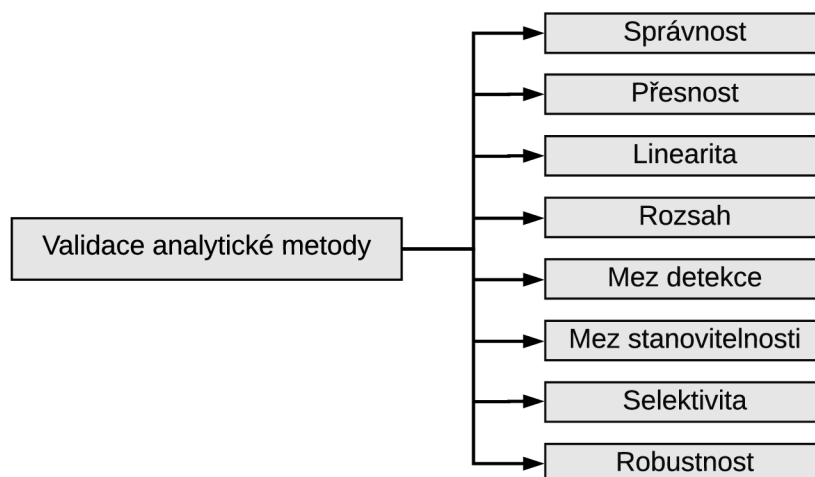 Validace analytické metody
Správnost
Přesnost
Linearita
Rozsah
Mez detekce
Mez stanovitelnosti
Selektivita
Robustnost